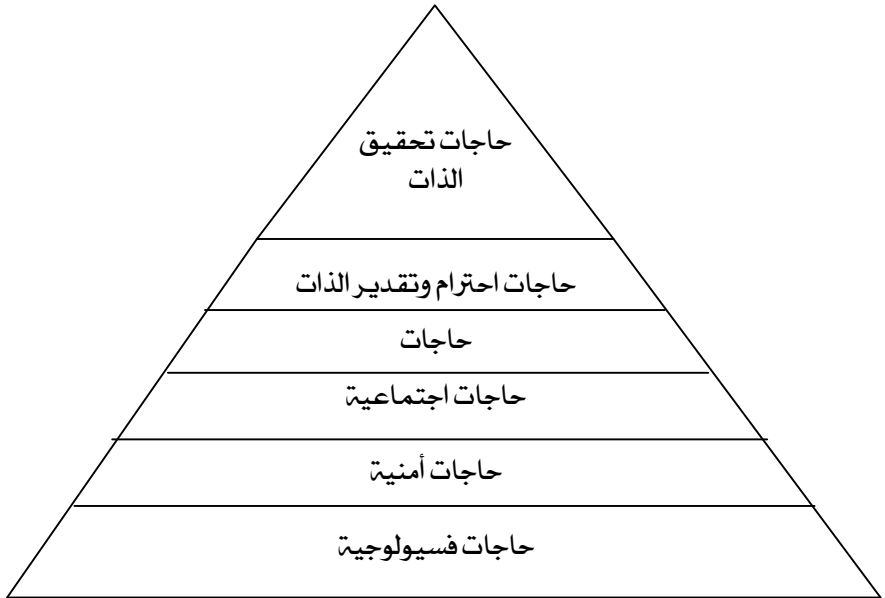 حاجات تحقيق
الذات
حاجات احترام وتقدير الذات
حاجات
حاجات اجتماعية
حاجات أمنية
حاجات فسيولوجية